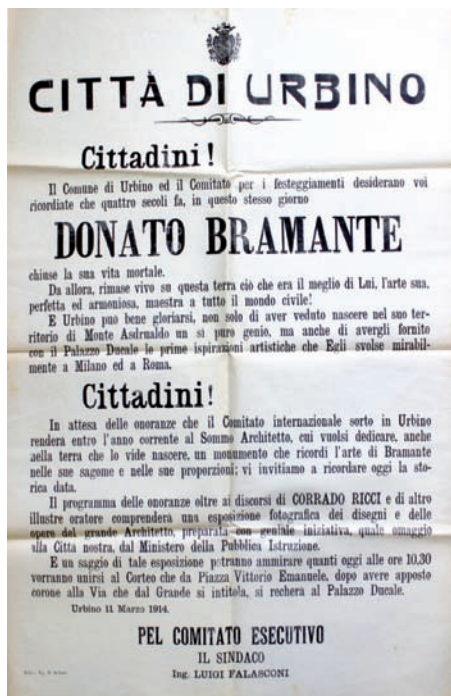 CITTÀ DI URBINO
Cittadini!
Il Comune di Urbino ed il Comitato per i festeggiamenti desiderano voi
ricordiate che quattro secoli fa, in questo stesso giorno
DONATO BRAMANTE
chiuse la sua vita mortale.
Da allora, rimase vivo su questa terra ciò che era il meglio di Lui, l'arte sua,
perfetta ed armoniosa, maestra a tutto il mondo civile!
E Urbino può bene gloriarsi, non solo di aver veduto nascere nel suo ter-
ritorio di Monte Asdrualdo un sì puro genio, ma anche di avergli fornito
con il Palazzo Ducale le prime ispirazioni artistiche che Egli svolse mirabil-
mente a Milano ed a Roma.
Cittadini!
In attesa delle onoranze che il Comitato internazionale sorto in Urbino
renderà entro l'anno corrente al Sommo Architetto, cui vuolsi dedicare, anche
nella terra che lo vide nascere, un monumento che ricordi l'arte di Bramante
nelle sue sagome e nelle sue proporzioni; vi invitiamo a ricordare oggi la sto-
rica data.
Il programma delle onoranze oltre ai discorsi di CORRADO RICCI e di altro
illustre oratore comprenderà una esposizione fotografica dei disegni e delle
opere del grande Architetto, preparata con geniale iniziativa, quale omaggio
alla Città nostra, dal Ministero della Pubblica Istruzione.
E un saggio di tale esposizione potranno ammirare quanti oggi alle ore 10,30
vorranno unirsi al Corteo che da Piazza Vittorio Emanuele, dopo avere apposto
corone alla Via che dal Grande si intitola, si recherà al Palazzo Ducale.
Urbino 11 Marzo 1914.
PEL COMITATO ESECUTIVO
IL SINDACO
Ing. LUIGI FALASCONI